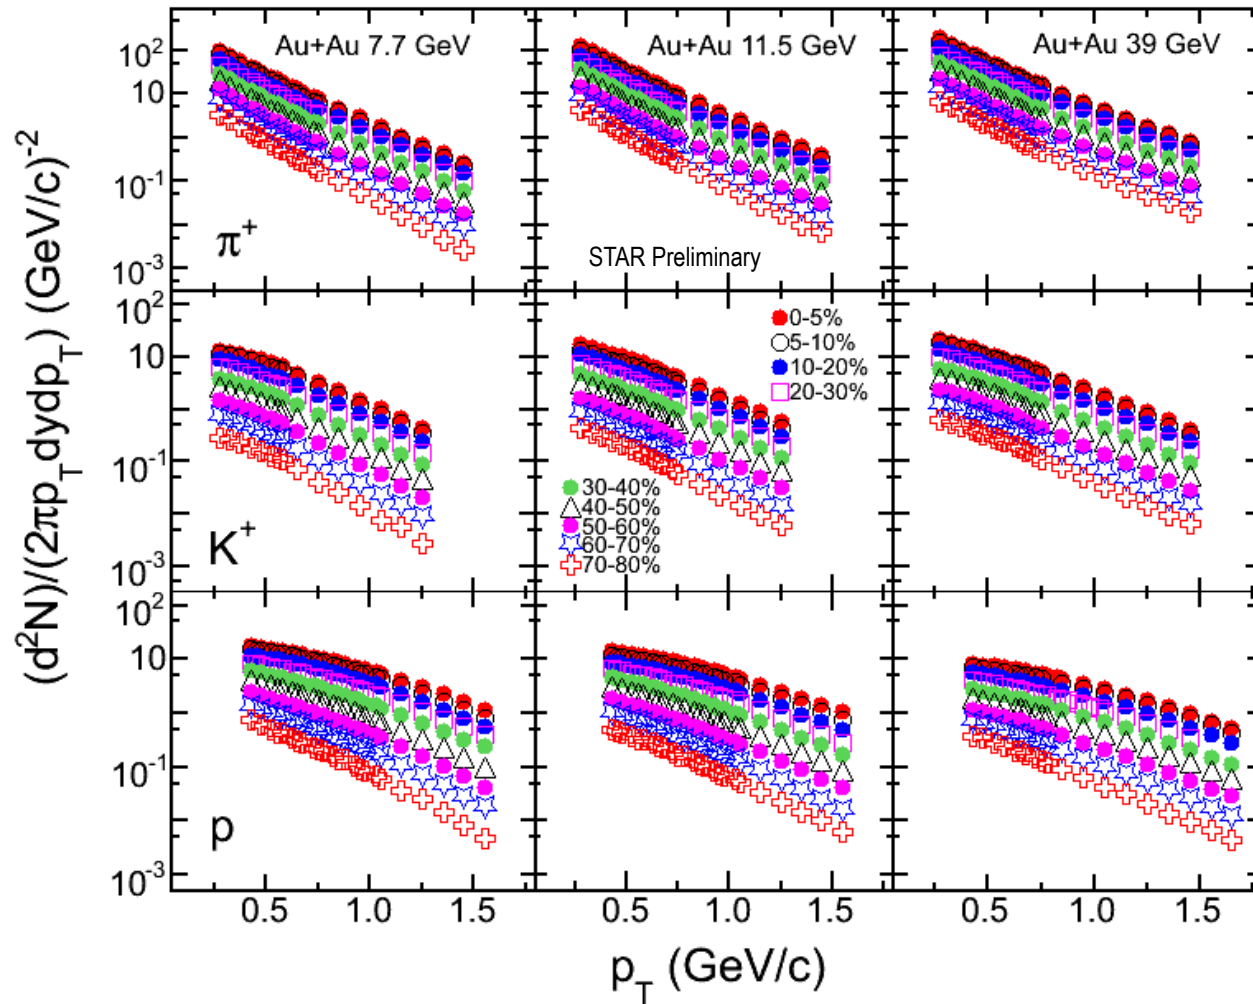 Au+Au 7.7 GeV
Au+Au 11.5 GeV
Au+Au 39 GeV
10²
10
10⁻¹
10⁻³
π⁺
STAR Preliminary
(d²N)/(2πp_T dydp_T) (GeV/c)⁻²
10²
10
10⁻¹
10⁻³
K⁺
0-5%
5-10%
10-20%
20-30%
30-40%
40-50%
50-60%
60-70%
70-80%
10²
10
10⁻¹
10⁻³
p
0.5 1.0 1.5
0.5 1.0 1.5
0.5 1.0 1.5
p_T (GeV/c)